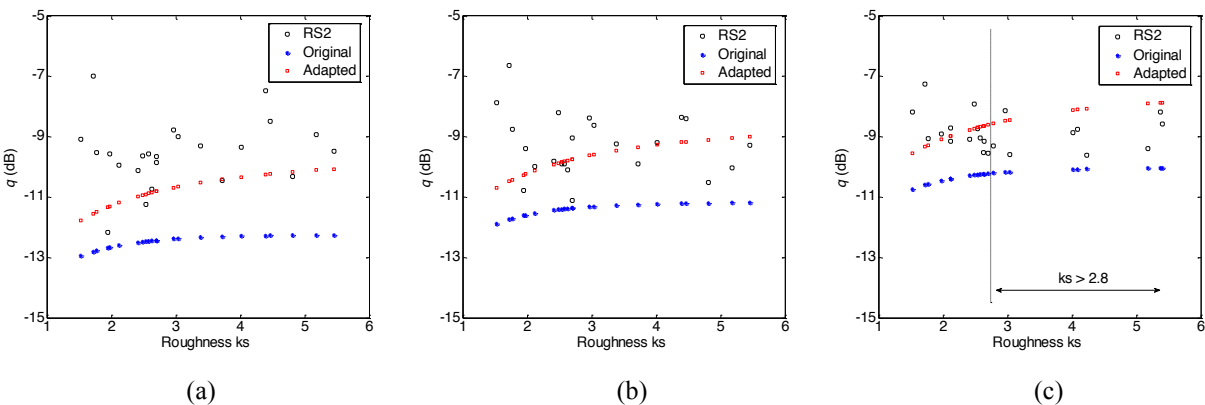 -5
-7
-9
-11
-13
-15
q (dB)
1 2 3 4 5 6
Roughness ks
RS2
Original
Adapted
(a)
-5
-7
-9
-11
-13
-15
q (dB)
1 2 3 4 5 6
Roughness ks
RS2
Original
Adapted
(b)
-5
-7
-9
-11
-13
-15
q (dB)
1 2 3 4 5 6
Roughness ks
RS2
Original
Adapted
ks > 2.8
(c)